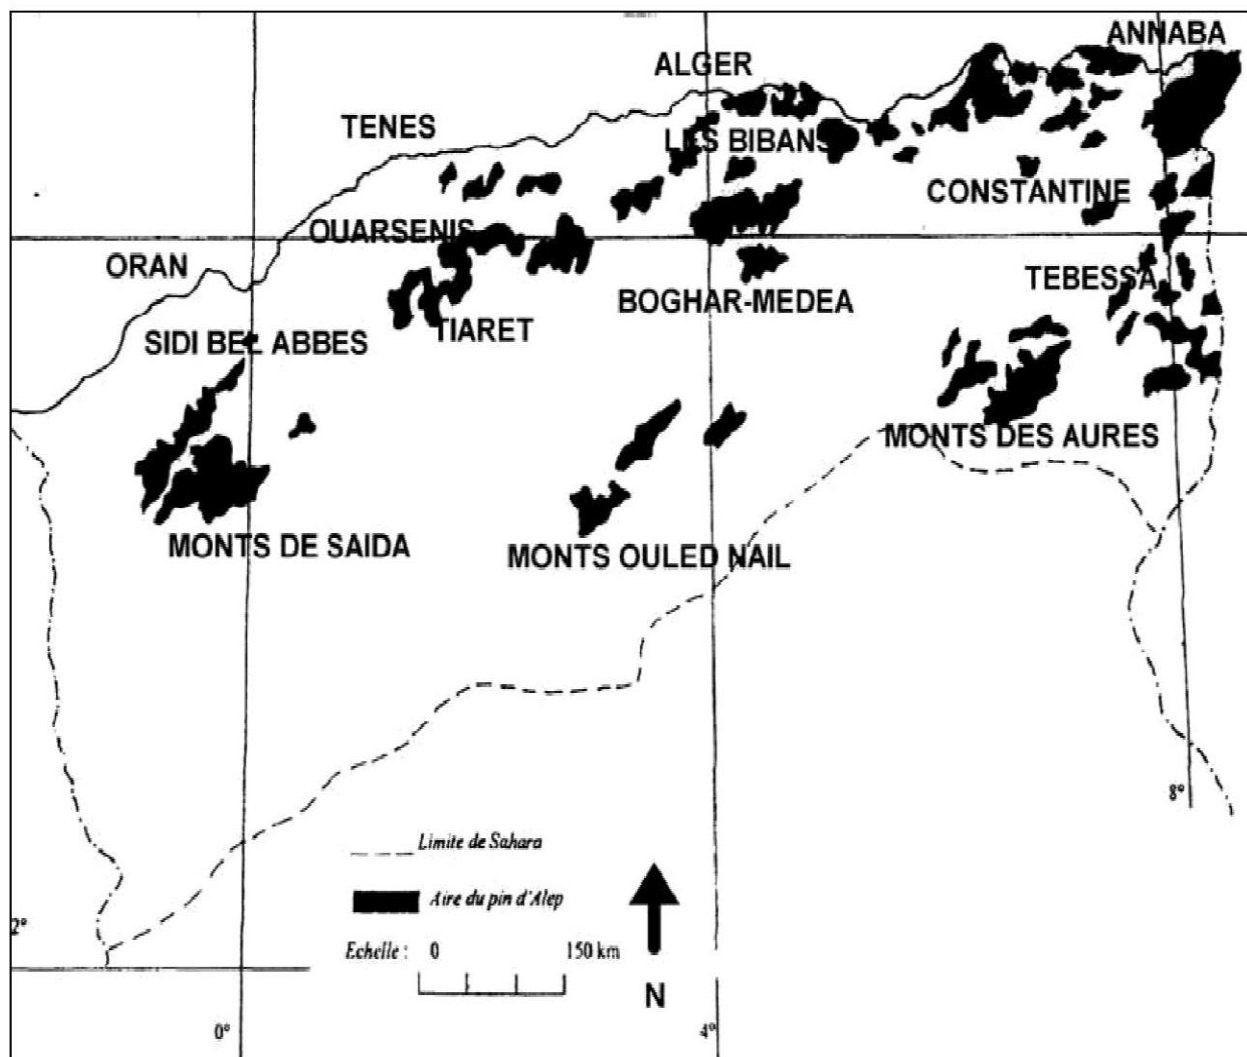 ANNABA
ALGER
TENES
LES BIBANS
CONSTANTINE
OUARSENIS
ORAN
TEBESSA
BOGHAR-MEDEA
TIARET
SIDI BEL ABBES
MONTS DES AURES
MONTS DE SAIDA
MONTS OULED NAIL
8°
Limite de Sahara
Aire du pin d'Alep
2°
Echelle : 0 150 km
N
0°
4°